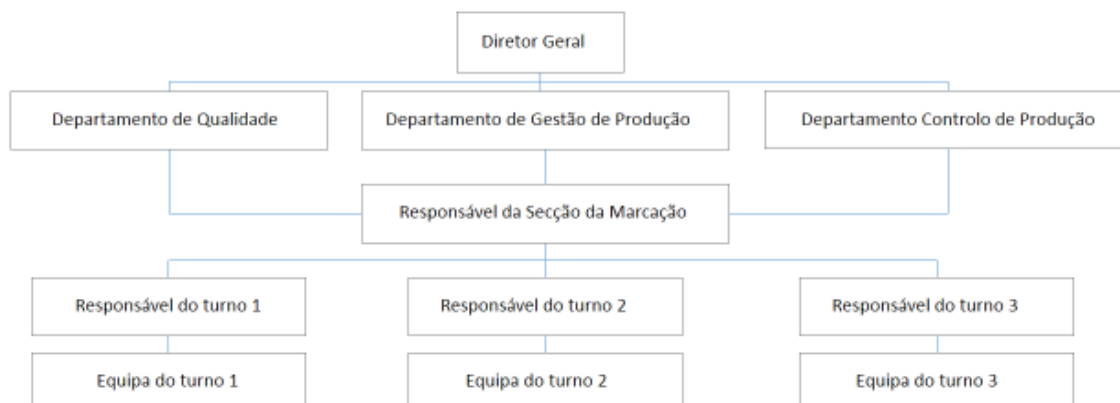 Diretor Geral
Departamento de Qualidade
Departamento de Gestão de Produção
Departamento Controlo de Produção
Responsável da Secção da Marcação
Responsável do turno 1
Responsável do turno 2
Responsável do turno 3
Equipa do turno 1
Equipa do turno 2
Equipa do turno 3